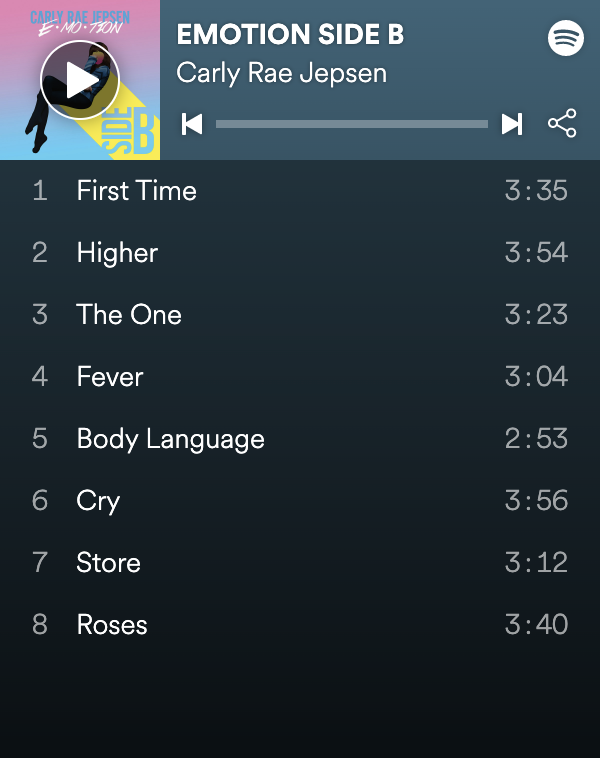 CARLY RAE JEPSEN
E•MO•TION
SIDE
B
EMOTION SIDE B
Carly Rae Jepsen
1 First Time 3:35
2 Higher 3:54
3 The One 3:23
4 Fever 3:04
5 Body Language 2:53
6 Cry 3:56
7 Store 3:12
8 Roses 3:40